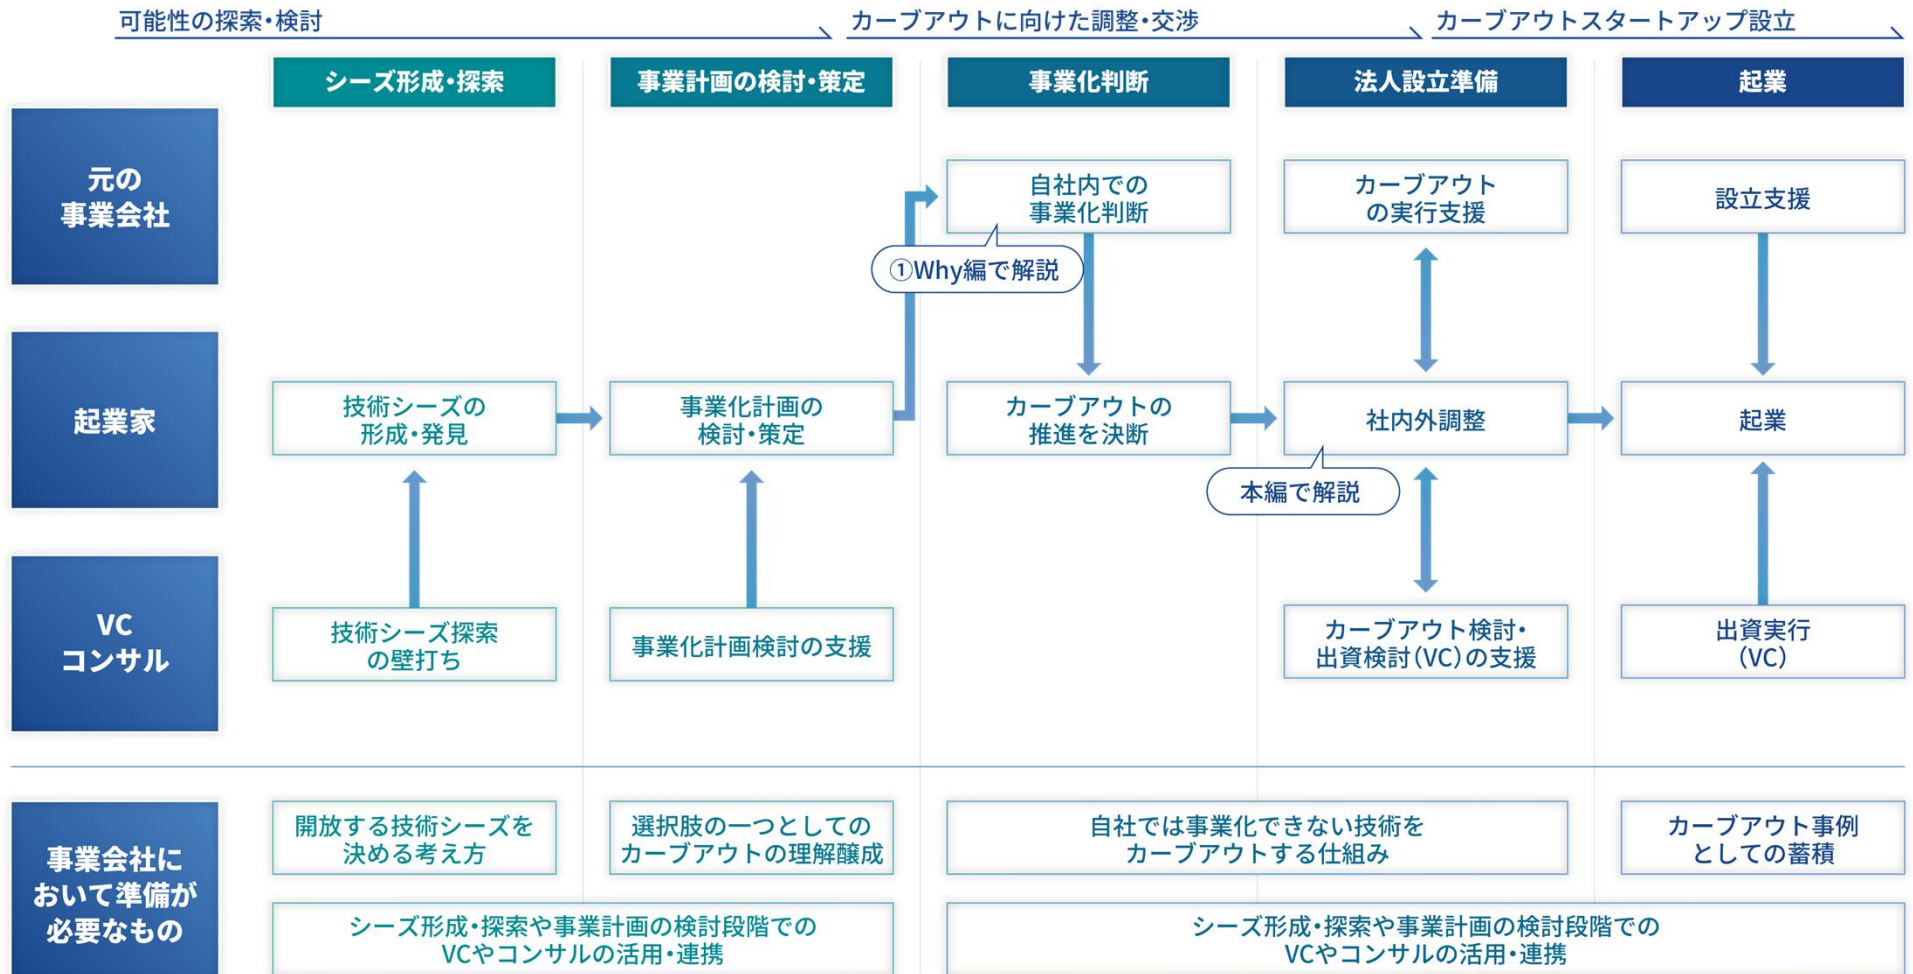 可能性の探索・検討
カーブアウトに向けた調整・交渉
カーブアウトスタートアップ設立
シーズ形成・探索
事業計画の検討・策定
事業化判断
法人設立準備
起業
元の
事業会社
自社内での
事業化判断
カーブアウト
の実行支援
設立支援
①Why編で解説
起業家
技術シーズの
形成・発見
事業化計画の
検討・策定
カーブアウトの
推進を決断
社内外調整
起業
本編で解説
VC
コンサル
技術シーズ探索
の壁打ち
事業化計画検討の支援
カーブアウト検討・
出資検討(VC)の支援
出資実行
(VC)
事業会社に
おいて準備が
必要なもの
開放する技術シーズを
決める考え方
選択肢の一つとしての
カーブアウトの理解醸成
自社では事業化できない技術を
カーブアウトする仕組み
カーブアウト事例
としての蓄積
シーズ形成・探索や事業計画の検討段階での
VCやコンサルの活用・連携
シーズ形成・探索や事業計画の検討段階での
VCやコンサルの活用・連携